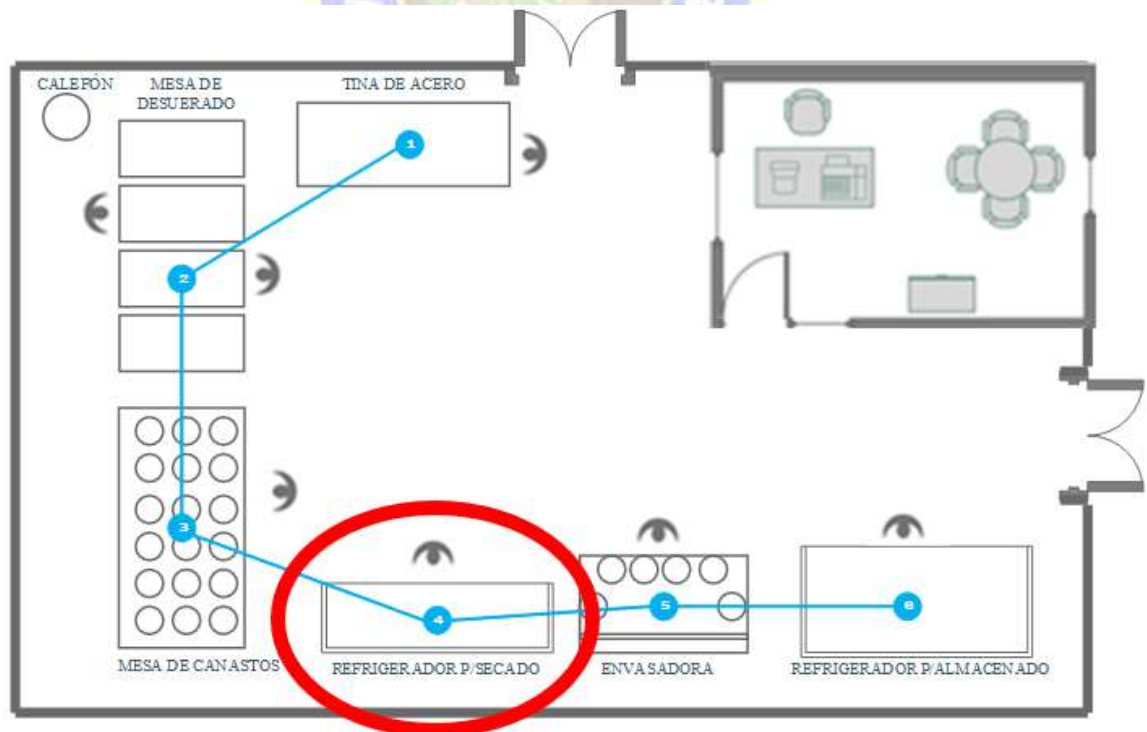 CALEFÓN
MESA DE
DESUERADO
TINA DE ACERO
1
2
3
4
5
6
MESA DE CANASTOS
REFRIGERADOR P/SECADO
ENVASADORA
REFRIGERADOR P/ALMACENADO